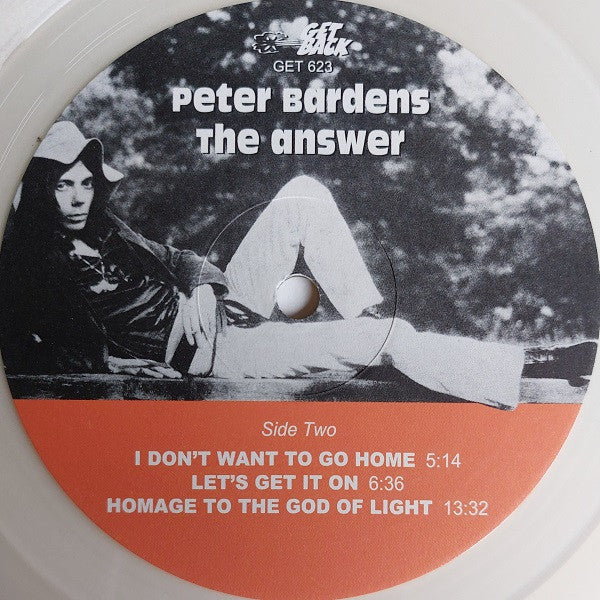 GET
BACK
GET 623
Peter Bardens
The answer
Side Two
I DON'T WANT TO GO HOME 5:14
LET'S GET IT ON 6:36
HOMAGE TO THE GOD OF LIGHT 13:32